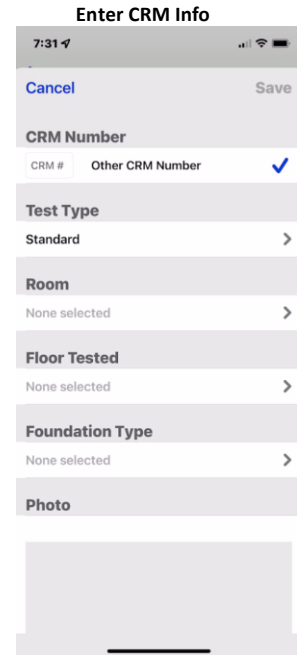 Enter CRM Info
7:31
Cancel Save
CRM Number
CRM # Other CRM Number
Test Type
Standard
Room
None selected
Floor Tested
None selected
Foundation Type
None selected
Photo